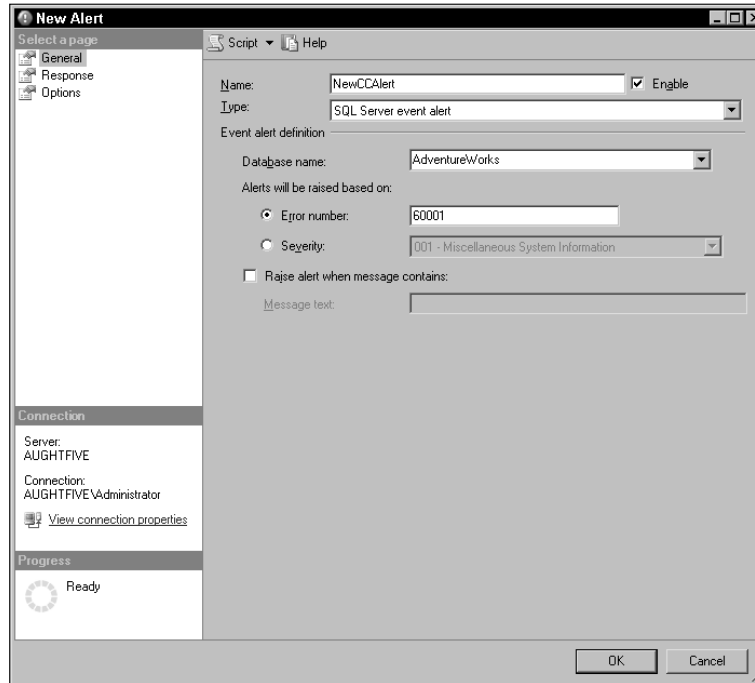 New Alert
Select a page
General
Response
Options
Script
Help
Name:
NewCCAlert
Enable
Type:
SQL Server event alert
Event alert definition
Database name:
AdventureWorks
Alerts will be raised based on:
Error number:
60001
Severity:
001 - Miscellaneous System Information
Raise alert when message contains:
Message text:
Connection
Server:
AUGHTFIVE
Connection:
AUGHTFIVE\Administrator
View connection properties
Progress
Ready
OK
Cancel